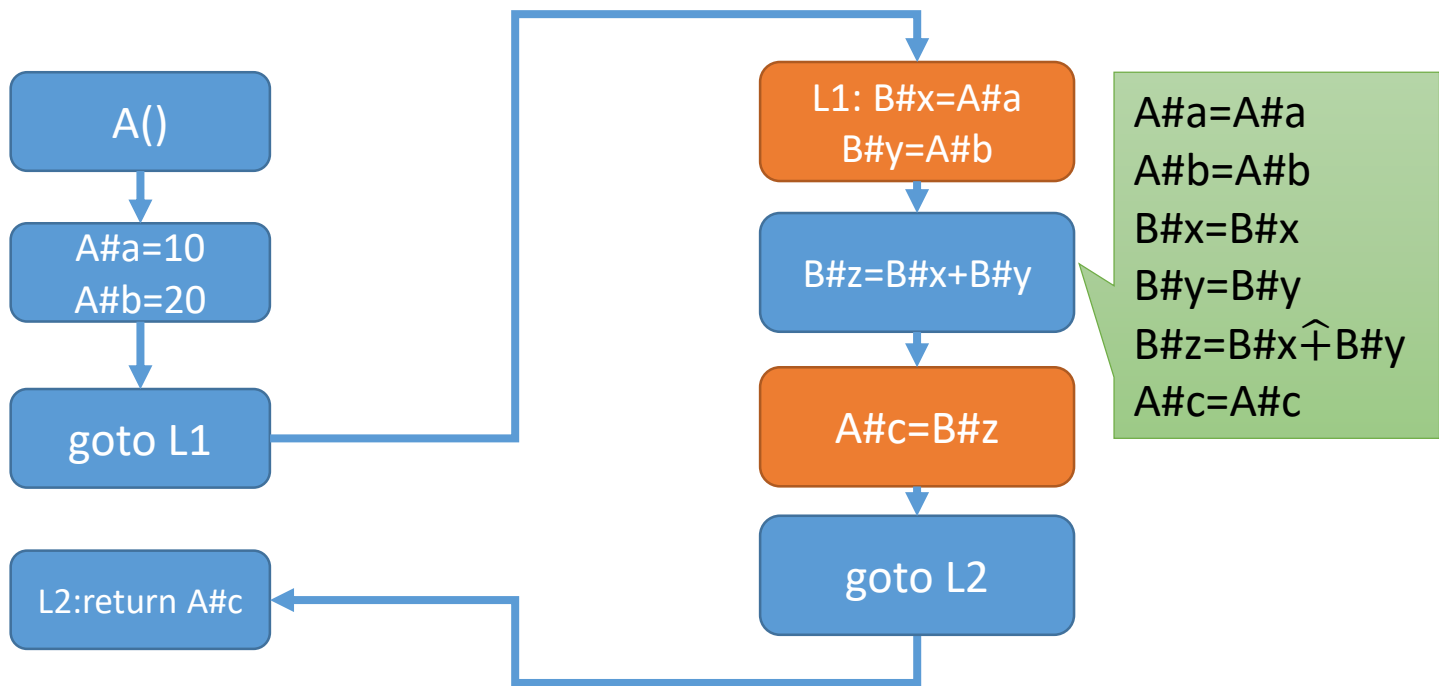 A()
A#a=10
A#b=20
goto L1
L2:return A#c
L1: B#x=A#a
B#y=A#b
B#z=B#x+B#y
A#c=B#z
goto L2
A#a=A#a
A#b=A#b
B#x=B#x
B#y=B#y
B#z=B#x+̂B#y
A#c=A#c